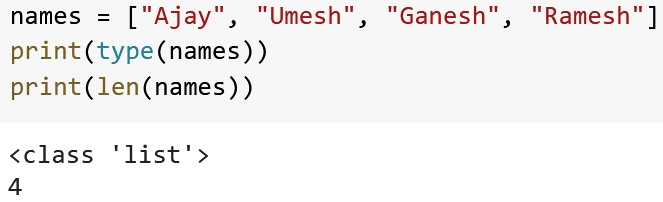 names = ["Ajay", "Umesh", "Ganesh", "Ramesh"]
print(type(names))
print(len(names))
<class 'list'>
4